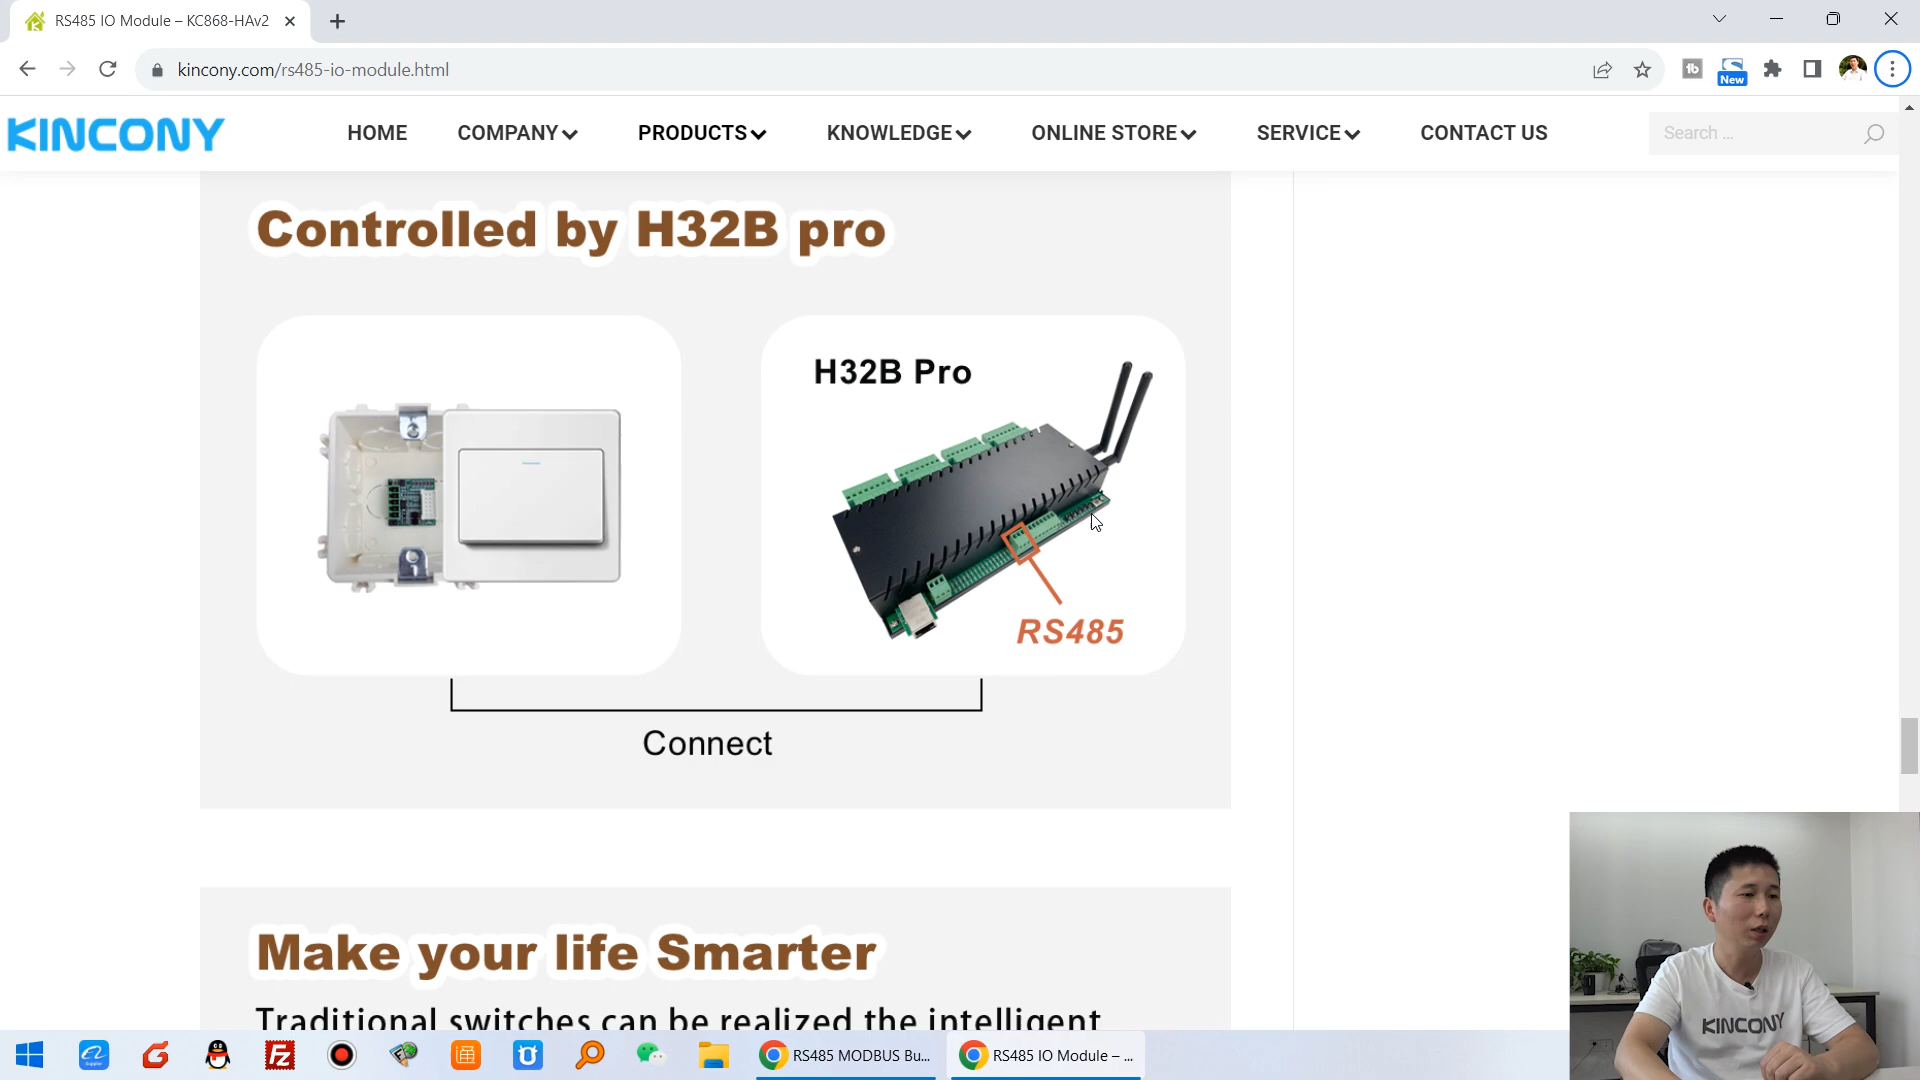 RS485 IO Module – KC868-HAv2
kincony.com/rs485-io-module.html
New
KINCONY
HOME
COMPANY
PRODUCTS
KNOWLEDGE
ONLINE STORE
SERVICE
CONTACT US
Search ...
Controlled by H32B pro
H32B Pro
RS485
Connect
Make your life Smarter
Traditional switches can be realized the intelligent
KINCONY
RS485 MODBUS Bu...
RS485 IO Module – ...